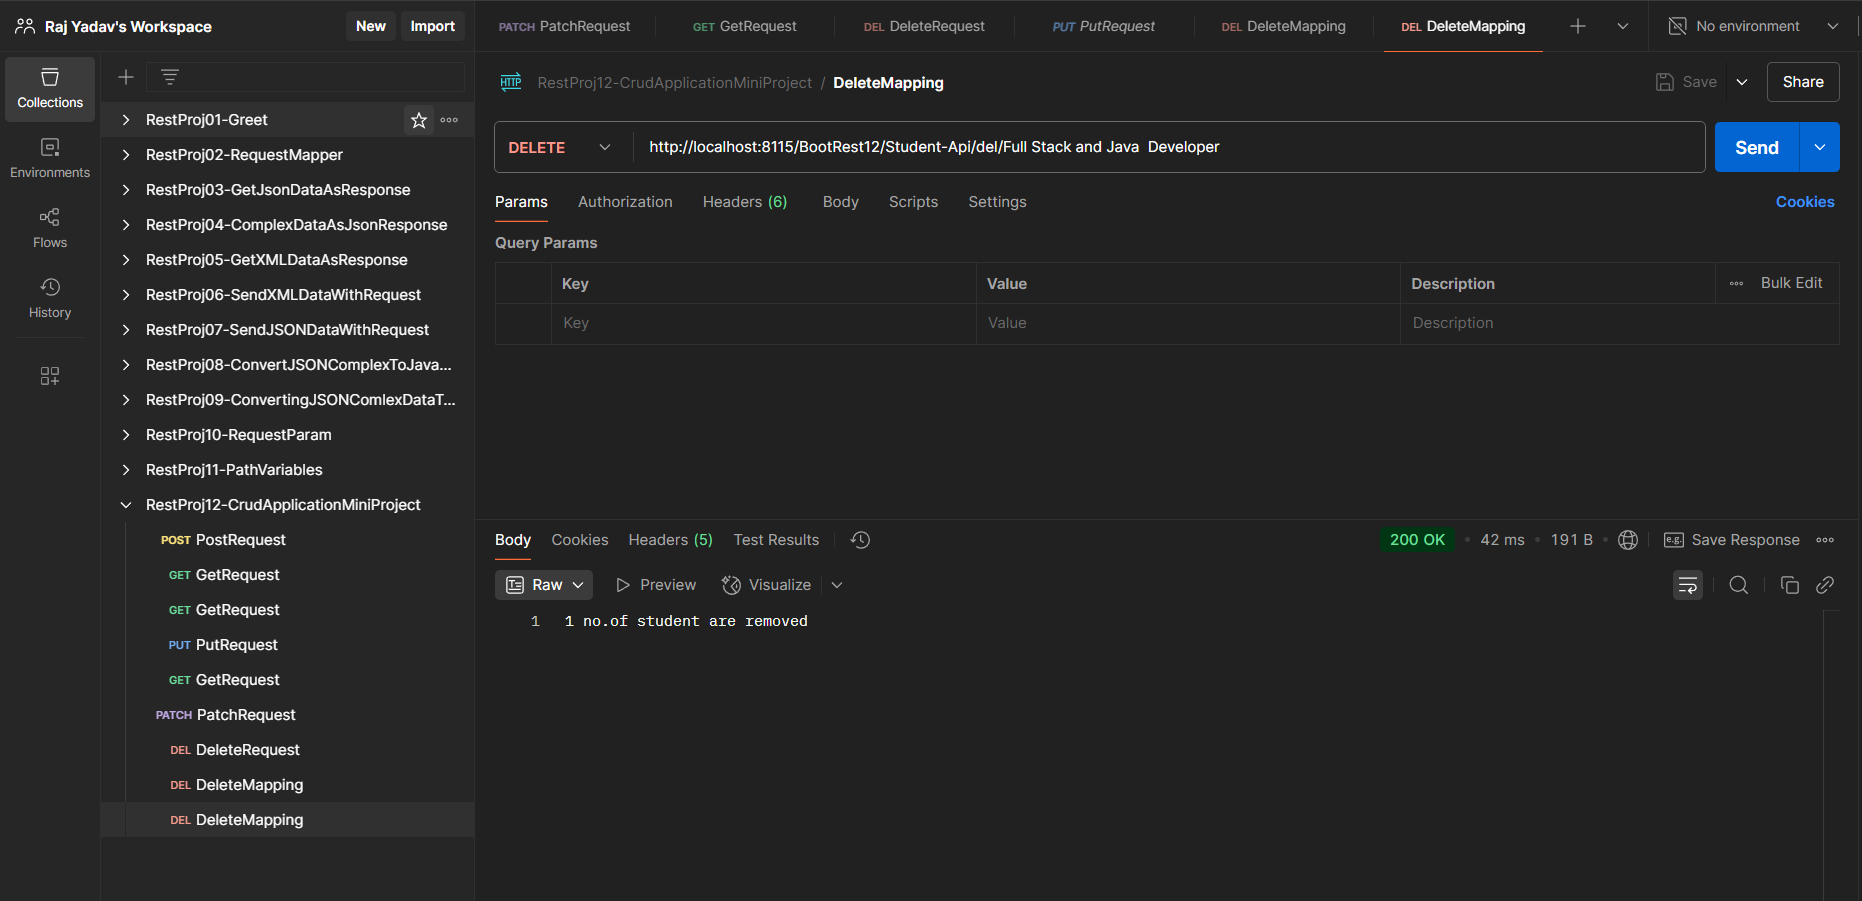 Raj Yadav's Workspace
New
Import
PATCH PatchRequest
GET GetRequest
DEL DeleteRequest
PUT PutRequest
DEL DeleteMapping
DEL DeleteMapping
No environment
Collections
Environments
Flows
History
RestProj01-Greet
RestProj02-RequestMapper
RestProj03-GetJsonDataAsResponse
RestProj04-ComplexDataAsJsonResponse
RestProj05-GetXMLDataAsResponse
RestProj06-SendXMLDataWithRequest
RestProj07-SendJSONDataWithRequest
RestProj08-ConvertJSONComplexToJava...
RestProj09-ConvertingJSONComlexDataT...
RestProj10-RequestParam
RestProj11-PathVariables
RestProj12-CrudApplicationMiniProject
POST PostRequest
GET GetRequest
GET GetRequest
PUT PutRequest
GET GetRequest
PATCH PatchRequest
DEL DeleteRequest
DEL DeleteMapping
DEL DeleteMapping
HTTP RestProj12-CrudApplicationMiniProject / DeleteMapping
Save
Share
DELETE
http://localhost:8115/BootRest12/Student-Api/del/Full Stack and Java  Developer
Send
Params
Authorization
Headers (6)
Body
Scripts
Settings
Cookies
Query Params
Key
Value
Description
Bulk Edit
Key
Value
Description
Body
Cookies
Headers (5)
Test Results
200 OK
42 ms
191 B
e.g. Save Response
Raw
Preview
Visualize
1 1 no.of student are removed